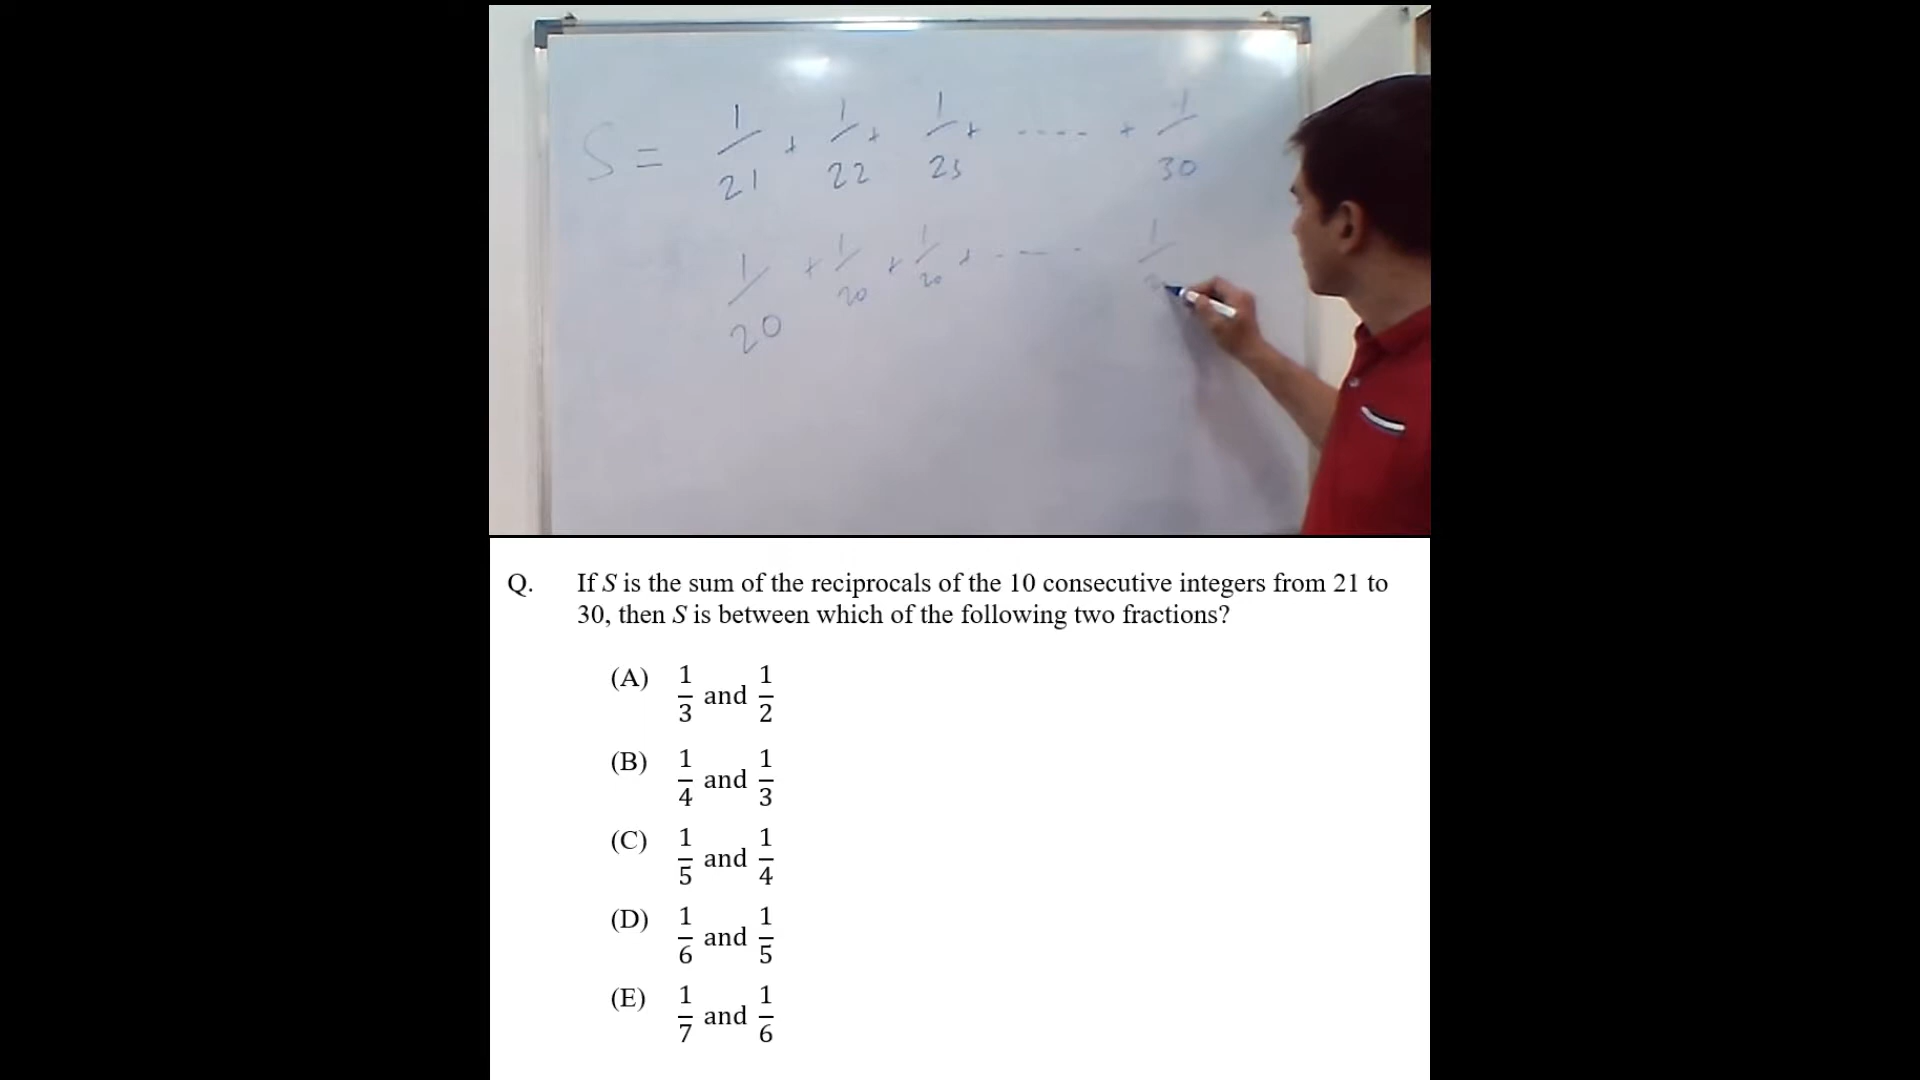 S = 1/21 + 1/22 + 1/23 + ---- + 1/30
1/20 + 1/20 + 1/20 + ---- 1/
Q. If S is the sum of the reciprocals of the 10 consecutive integers from 21 to
30, then S is between which of the following two fractions?
(A) 1/3 and 1/2
(B) 1/4 and 1/3
(C) 1/5 and 1/4
(D) 1/6 and 1/5
(E) 1/7 and 1/6